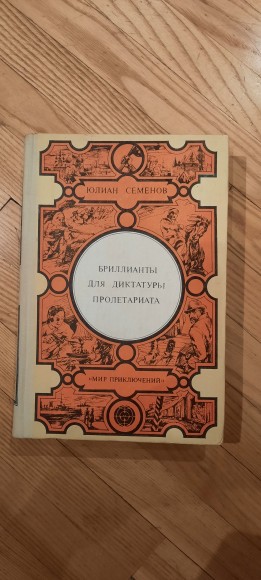 ЮЛИАН СЕМЕНОВ
БРИЛЛИАНТЫ
ДЛЯ ДИКТАТУРЫ
ПРОЛЕТАРИАТА
«МИР ПРИКЛЮЧЕНИЙ»